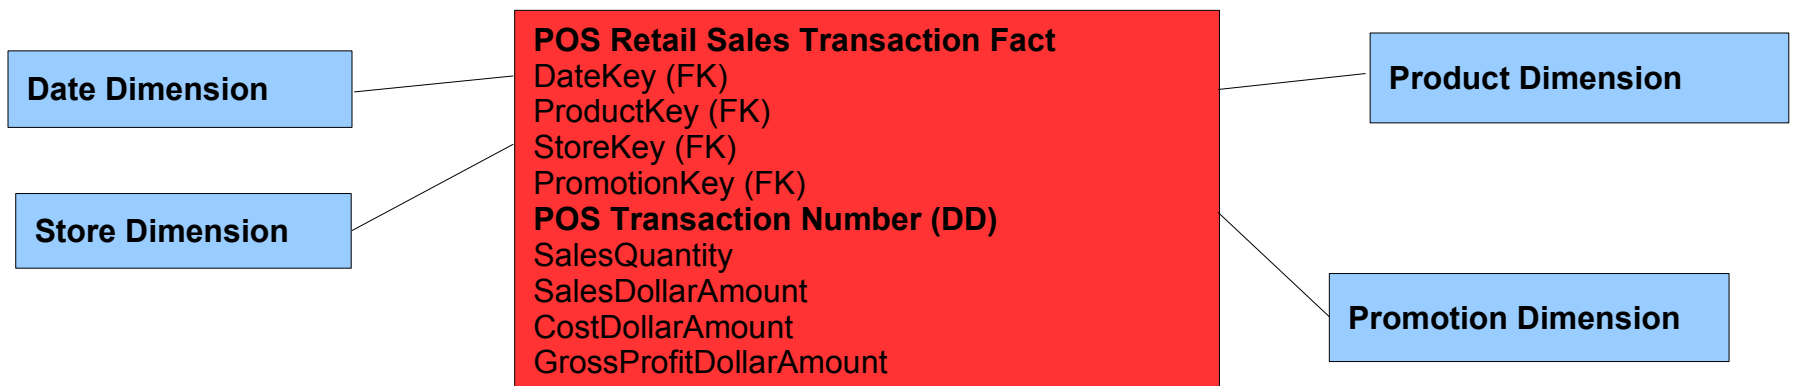 Date Dimension
Store Dimension
POS Retail Sales Transaction Fact
DateKey (FK)
ProductKey (FK)
StoreKey (FK)
PromotionKey (FK)
POS Transaction Number (DD)
SalesQuantity
SalesDollarAmount
CostDollarAmount
GrossProfitDollarAmount
Product Dimension
Promotion Dimension